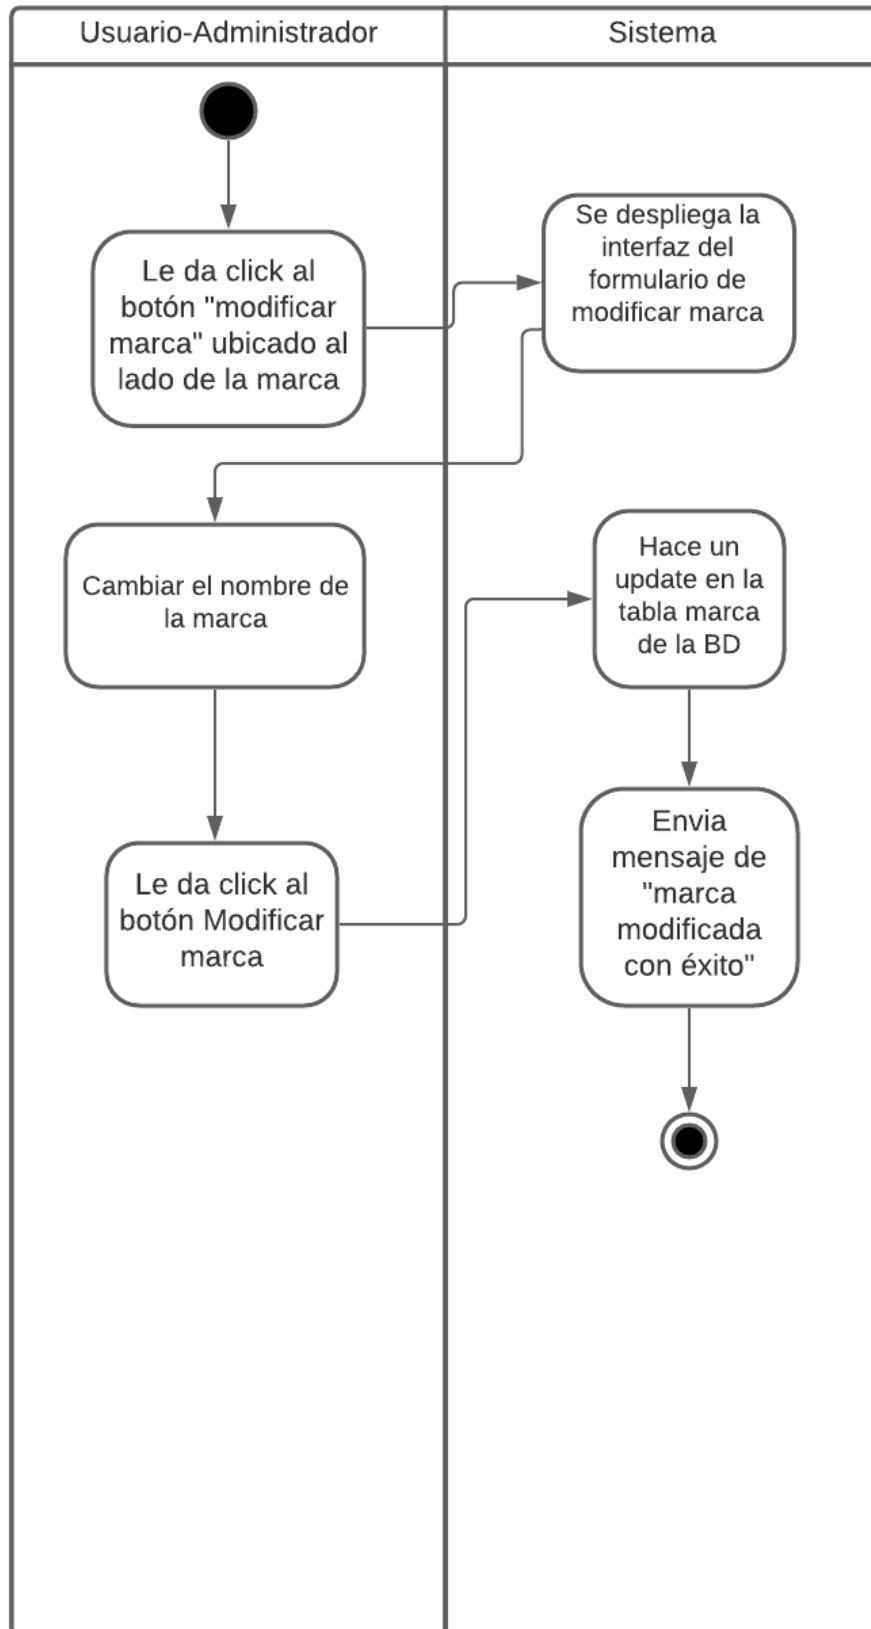 Usuario-Administrador
Sistema
Le da click al
botón "modificar
marca" ubicado al
lado de la marca
Se despliega la
interfaz del
formulario de
modificar marca
Cambiar el nombre de
la marca
Le da click al
botón Modificar
marca
Hace un
update en la
tabla marca
de la BD
Envia
mensaje de
"marca
modificada
con éxito"